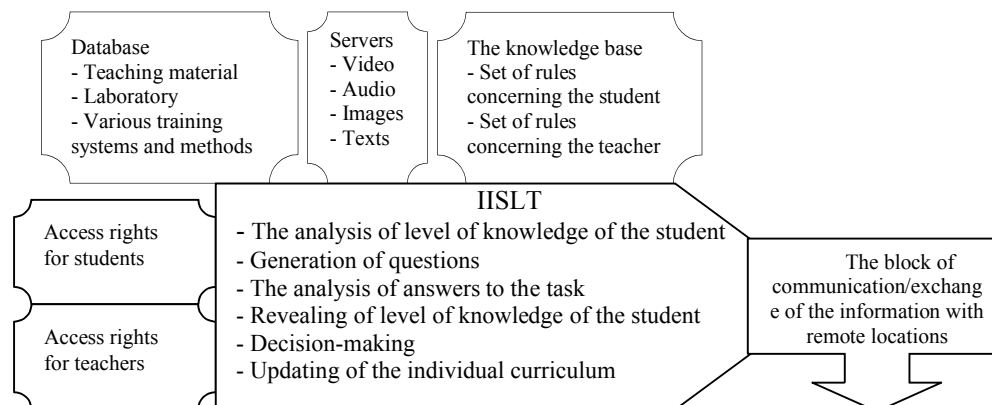 Database
- Teaching material
- Laboratory
- Various training
systems and methods
Servers
- Video
- Audio
- Images
- Texts
The knowledge base
- Set of rules
concerning the student
- Set of rules
concerning the teacher
Access rights
for students
Access rights
for teachers
IISLT
- The analysis of level of knowledge of the student
- Generation of questions
- The analysis of answers to the task
- Revealing of level of knowledge of the student
- Decision-making
- Updating of the individual curriculum
The block of
communication/exchang
e of the information with
remote locations